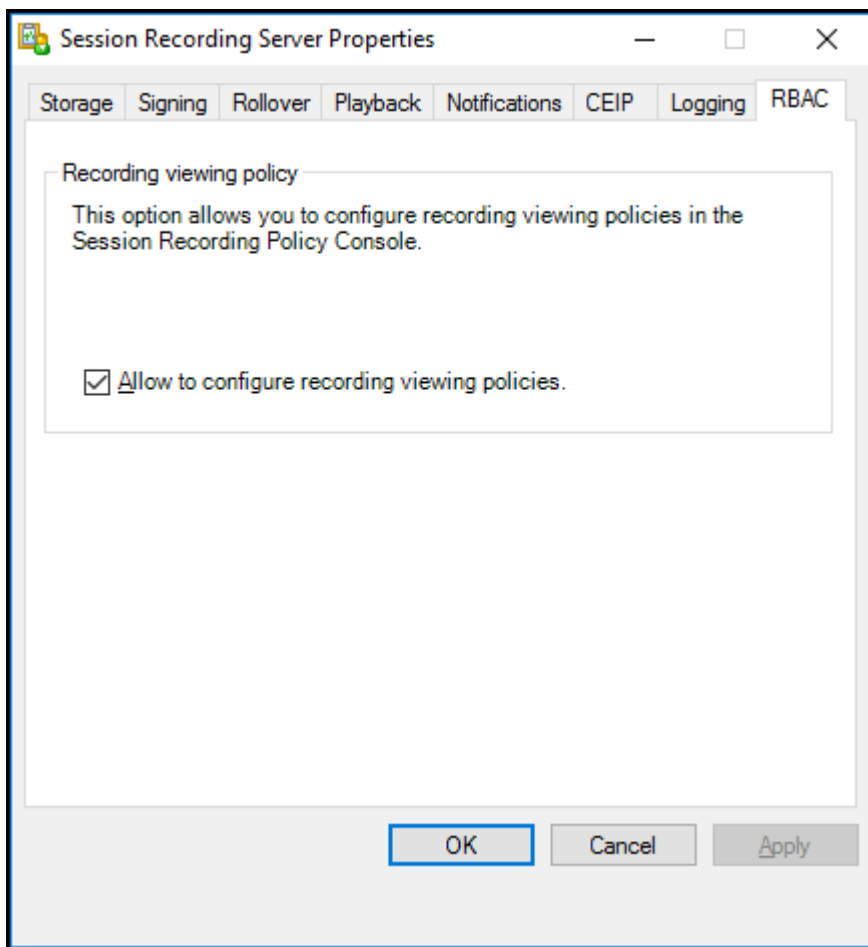 Session Recording Server Properties
Storage Signing Rollover Playback Notifications CEIP Logging RBAC
Recording viewing policy
This option allows you to configure recording viewing policies in the
Session Recording Policy Console.
Allow to configure recording viewing policies.
OK Cancel Apply